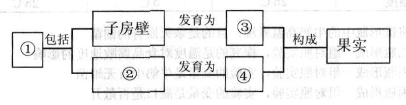 ① 包括 子房壁 发育为 ③ 构成 果实
② 发育为 ④